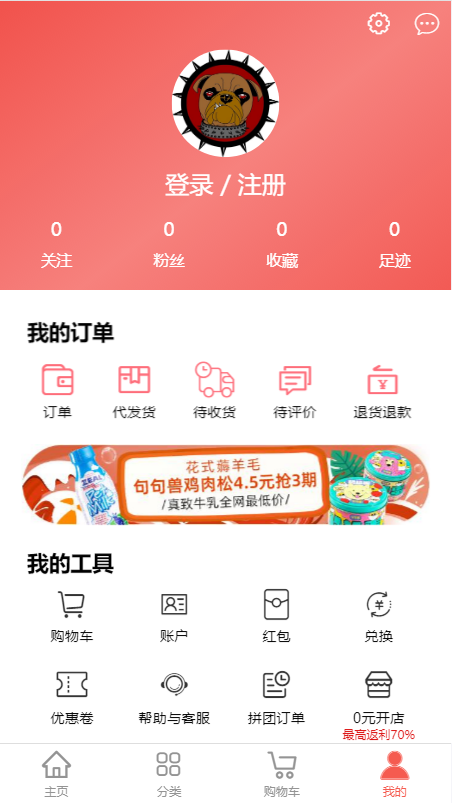 登录 / 注册
0 0 0 0
关注 粉丝 收藏 足迹
我的订单
订单 代发货 待收货 待评价 退货退款
花式薅羊毛
句句兽鸡肉松4.5元抢3期
/真致牛乳全网最低价/
ZEAL
我的工具
购物车 账户 红包 兑换
优惠卷 帮助与客服 拼团订单 0元开店
最高返利70%
主页 分类 购物车 我的